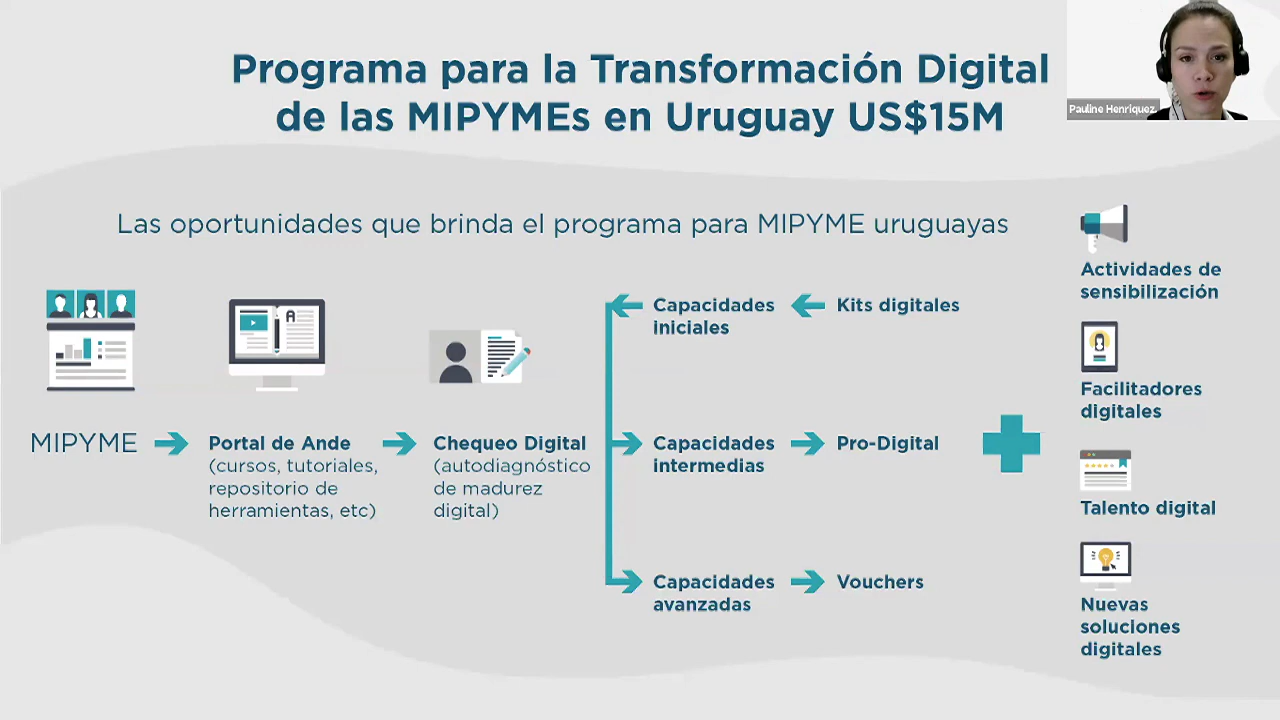 Programa para la Transformación Digital
de las MIPYMEs en Uruguay US$15M
Pauline Henriquez
Las oportunidades que brinda el programa para MIPYME uruguayas
MIPYME
Portal de Ande
(cursos, tutoriales,
repositorio de
herramientas, etc)
Chequeo Digital
(autodiagnóstico
de madurez
digital)
Capacidades
iniciales
Kits digitales
Capacidades
intermedias
Pro-Digital
Capacidades
avanzadas
Vouchers
Actividades de
sensibilización
Facilitadores
digitales
Talento digital
Nuevas
soluciones
digitales
A